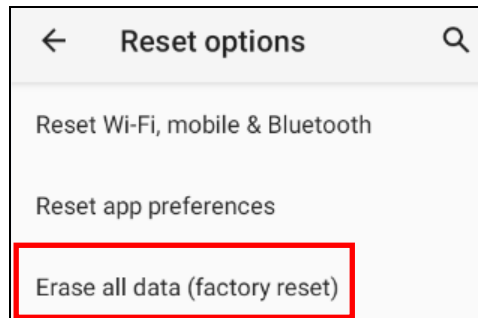 Reset options
Reset Wi-Fi, mobile & Bluetooth
Reset app preferences
Erase all data (factory reset)